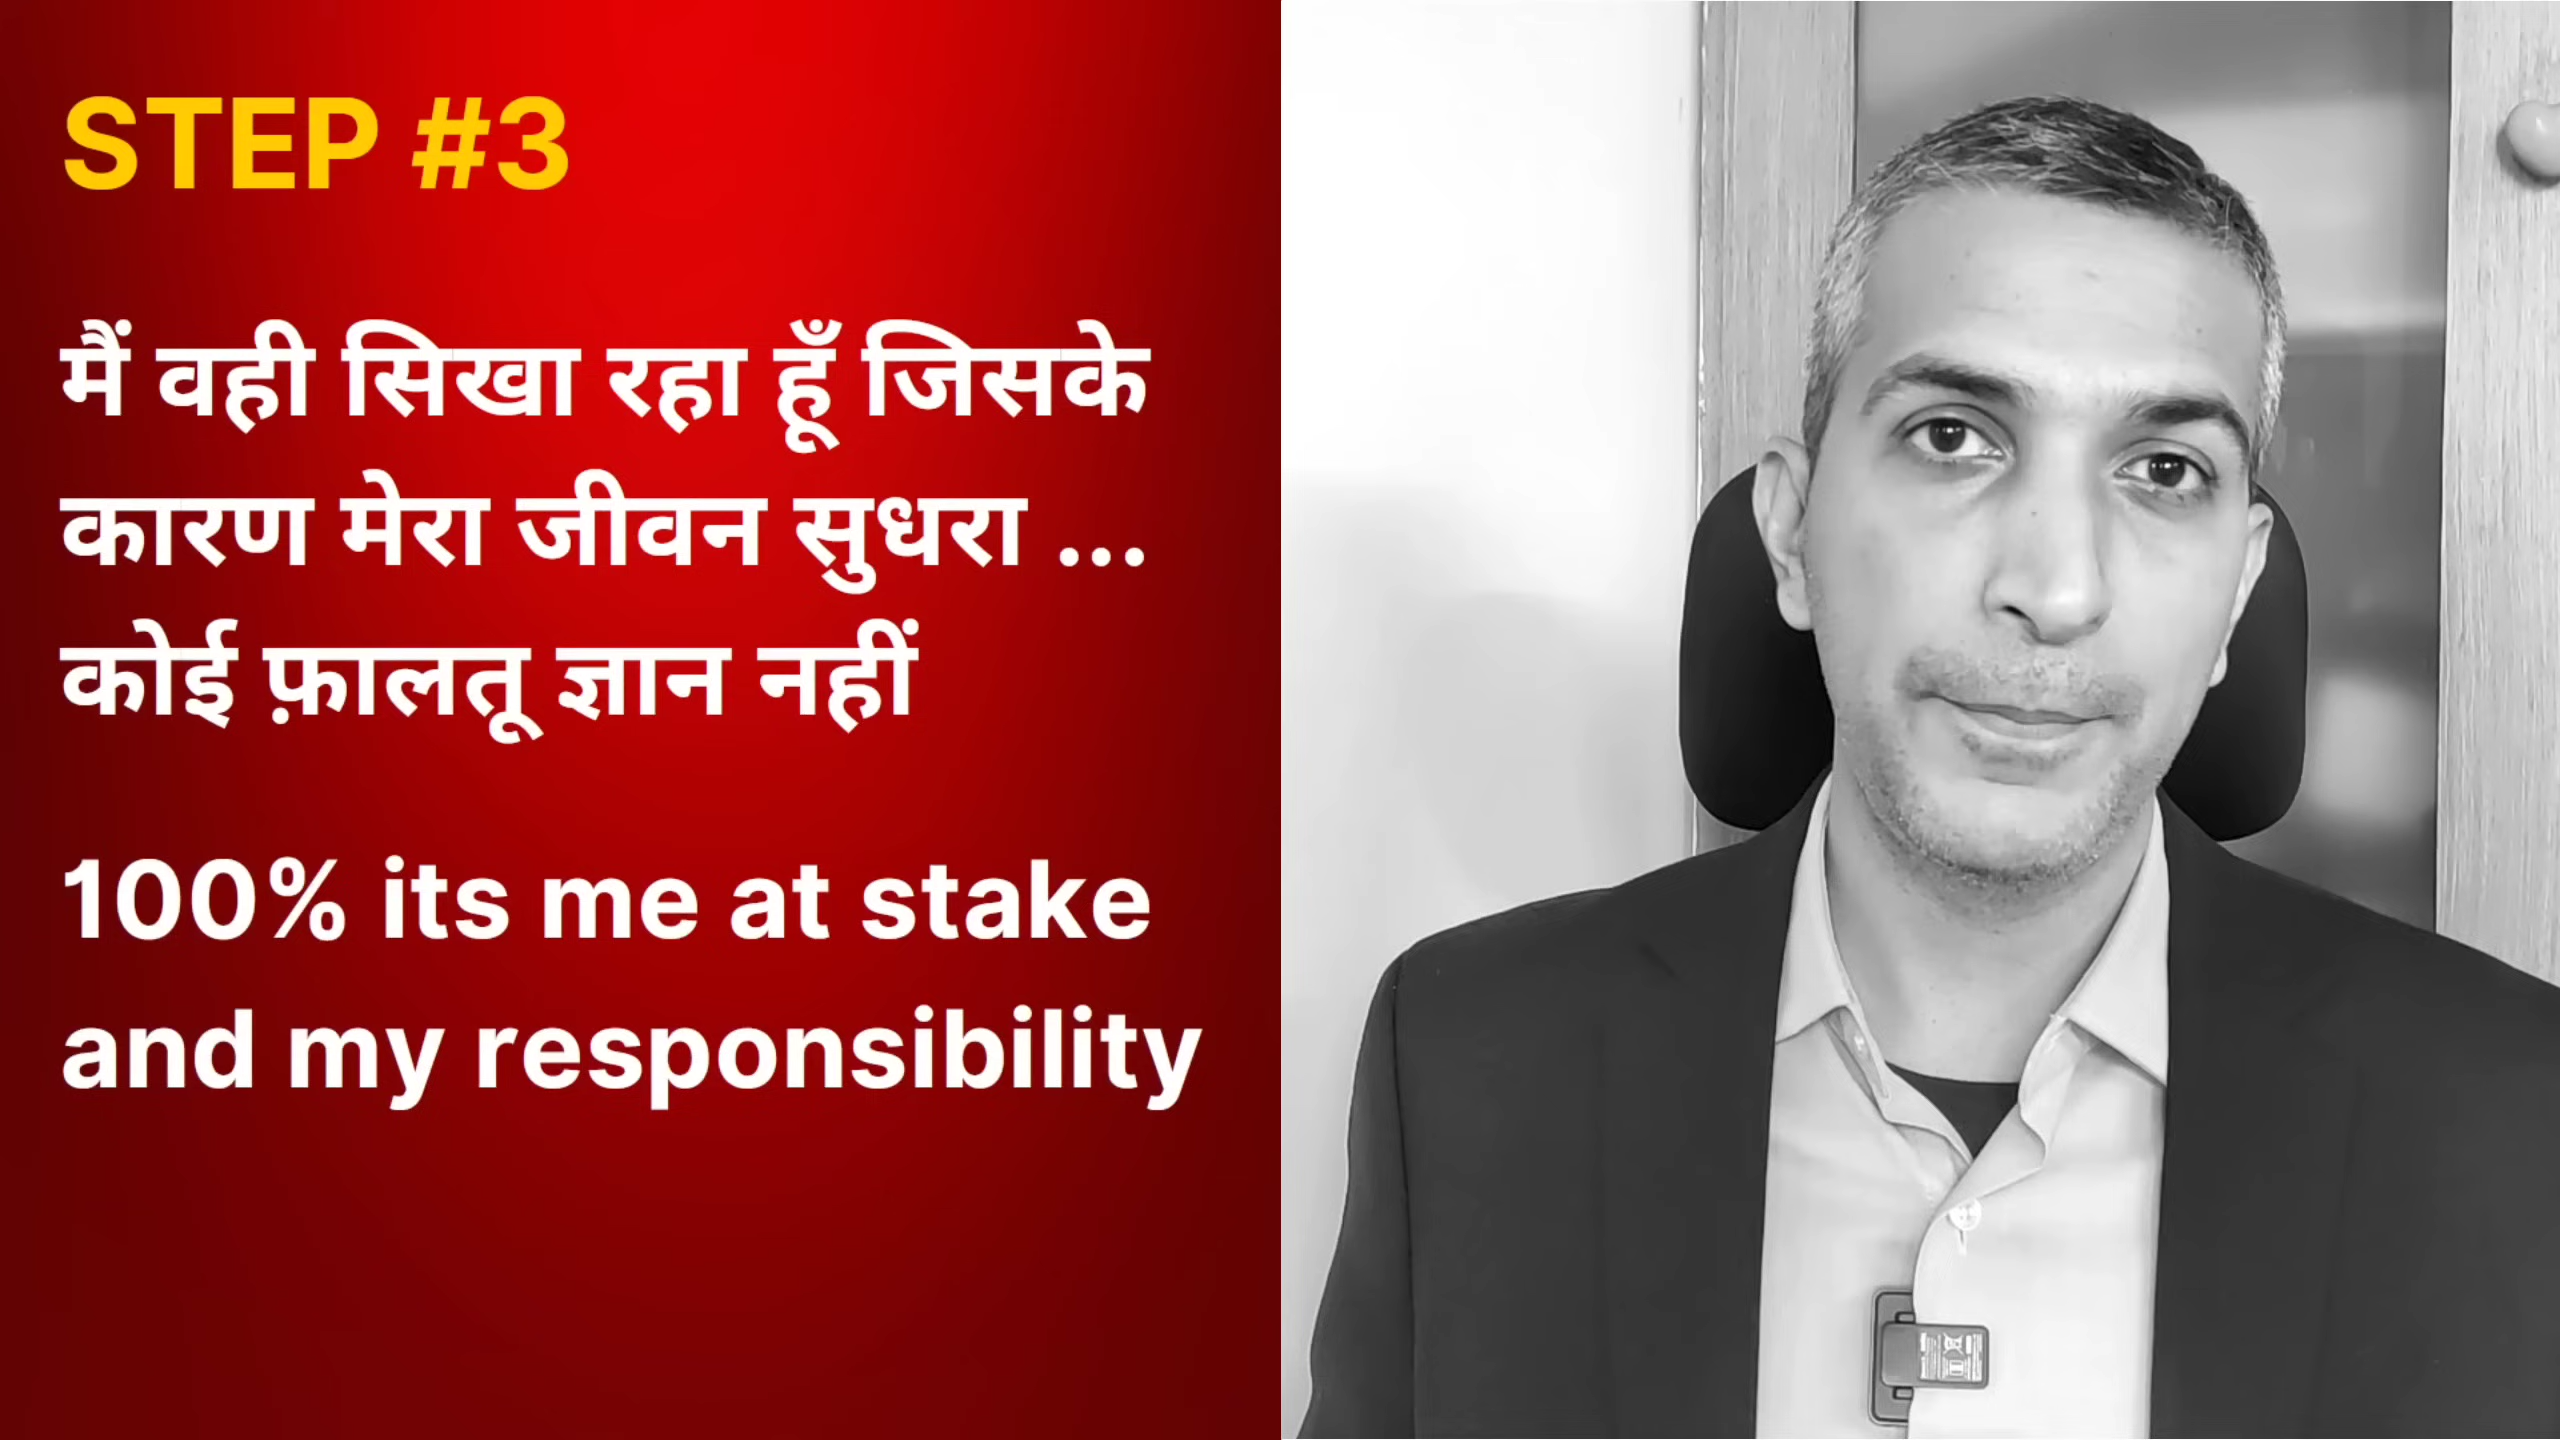 STEP #3
मैं वही सिखा रहा हूँ जिसके
कारण मेरा जीवन सुधरा ...
कोई फ़ालतू ज्ञान नहीं
100% its me at stake
and my responsibility